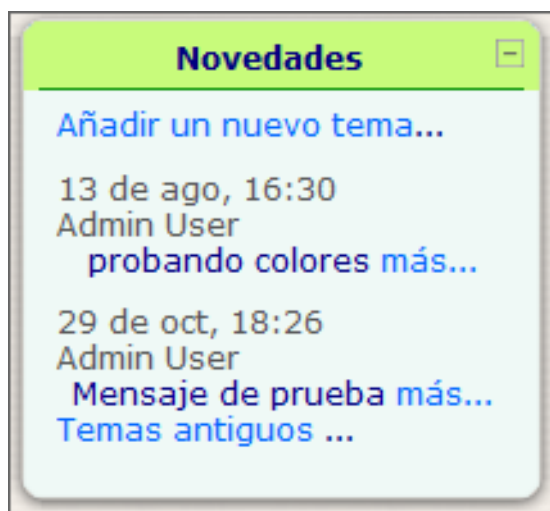 Novedades
Añadir un nuevo tema...
13 de ago, 16:30
Admin User
probando colores más...
29 de oct, 18:26
Admin User
Mensaje de prueba más...
Temas antiguos ...